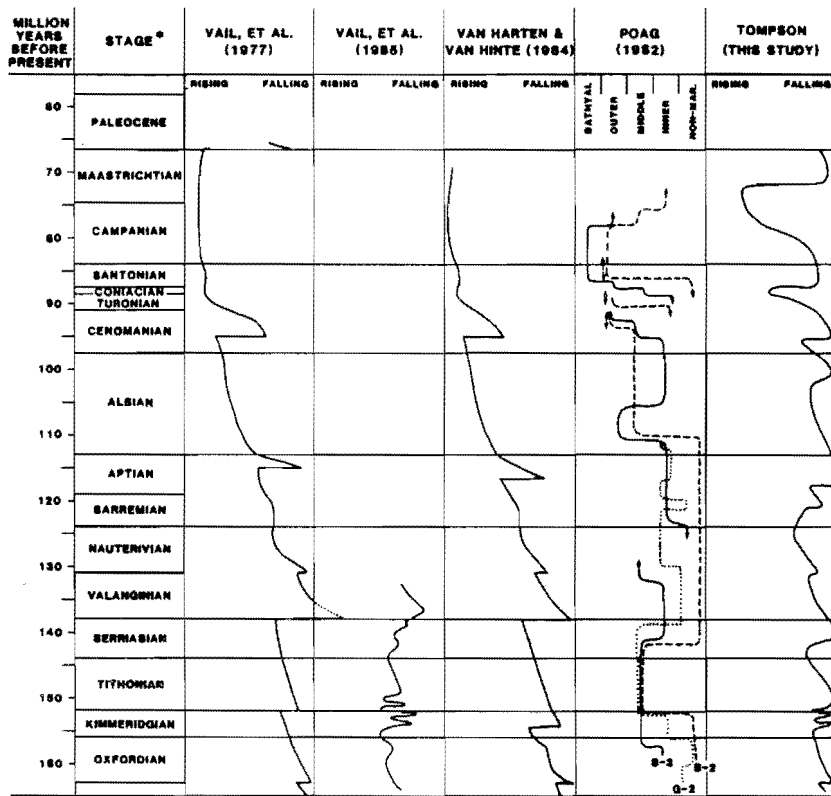 MILLION
YEARS
BEFORE
PRESENT
STAGE*
VAIL, ET AL.
(1977)
VAIL, ET AL.
(1985)
VAN HARTEN &
VAN HINTE (1984)
POAG
(1982)
TOMPSON
(THIS STUDY)
RISING FALLING
RISING FALLING
RISING FALLING
BATHYAL
OUTER
MIDDLE
INNER
NON-MAR.
RISING FALLING
60
PALEOCENE
70
MAASTRICHTIAN
80
CAMPANIAN
SANTONIAN
CONIACIAN
90
TURONIAN
CENOMANIAN
100
ALBIAN
110
APTIAN
120
BARREMIAN
130
HAUTERIVIAN
VALANGINIAN
140
BERRIASIAN
TITHONIAN
150
KIMMERIDGIAN
160
OXFORDIAN
B-3
B-2
G-2